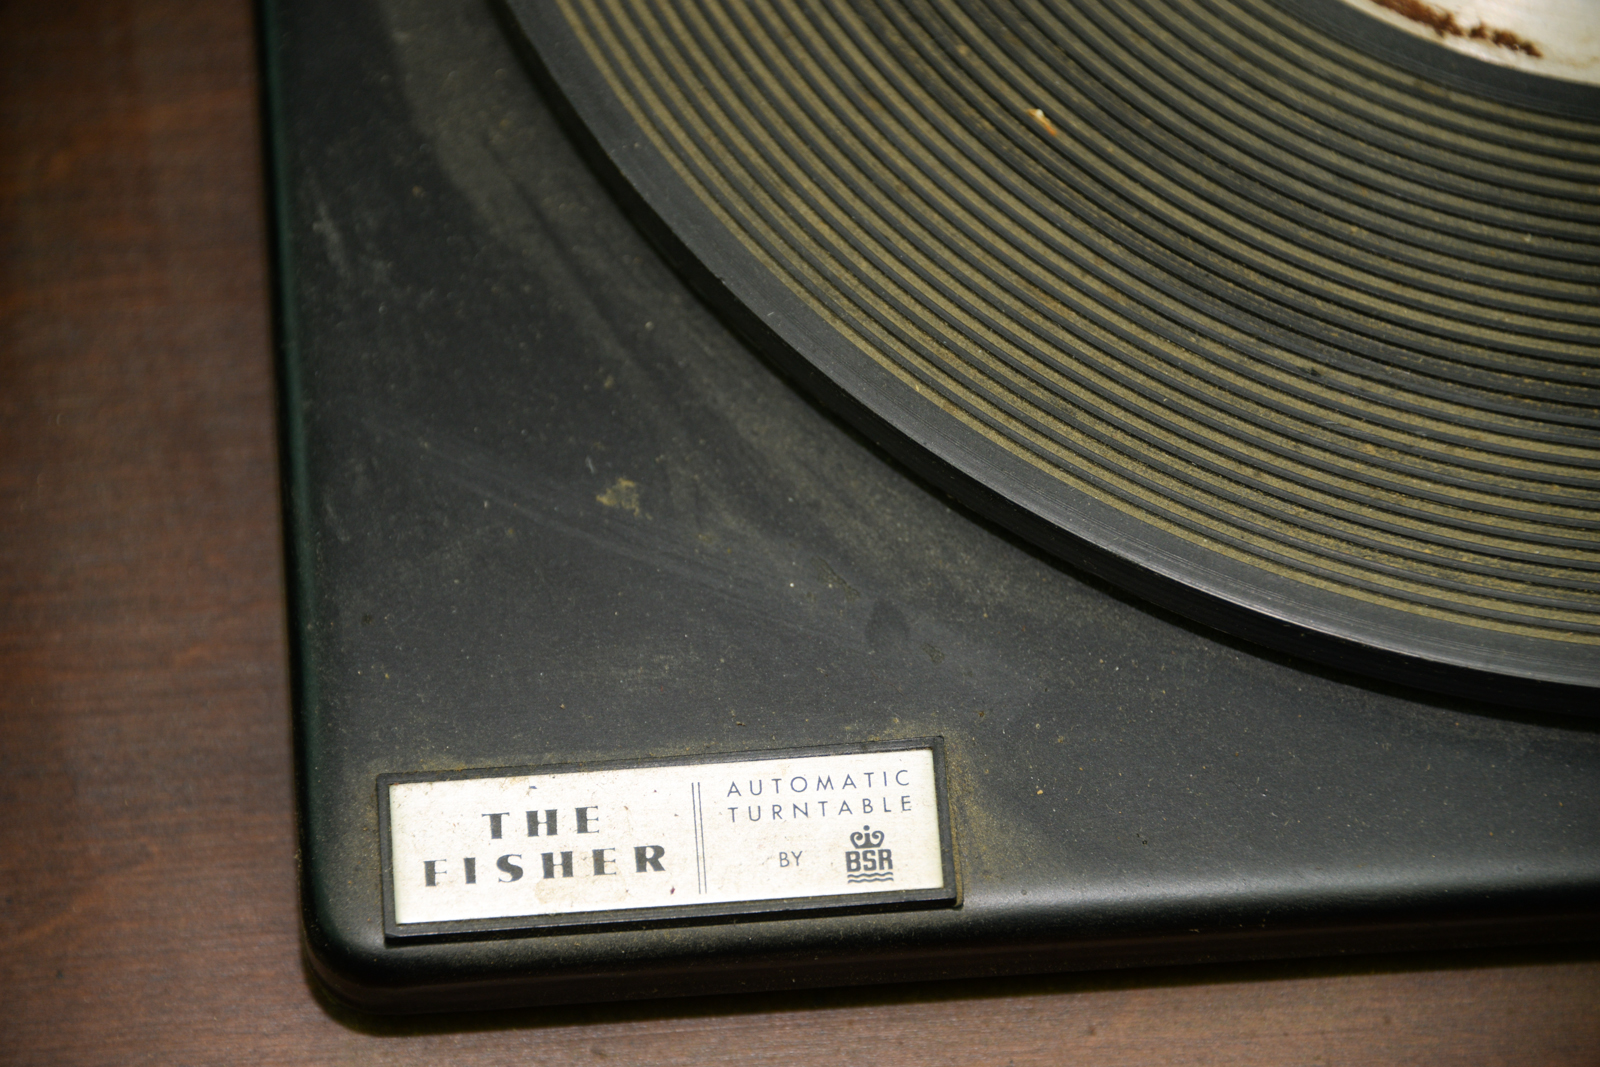 THE
FISHER
AUTOMATIC
TURNTABLE
BY BSR